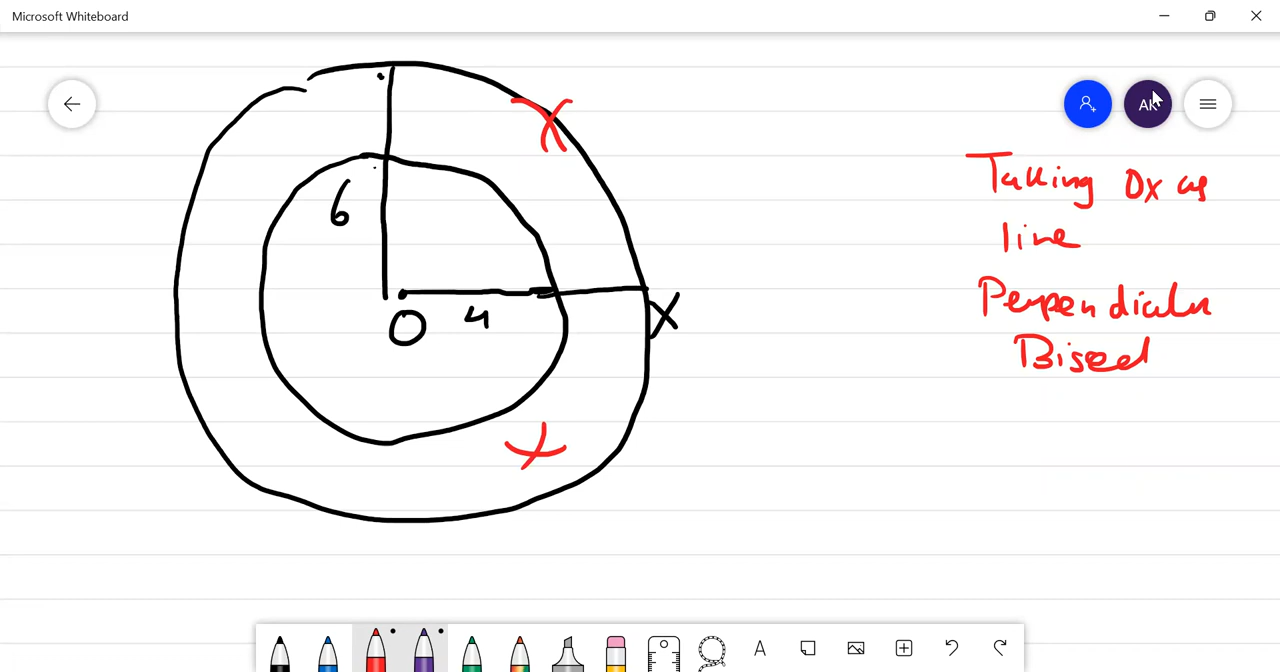 Microsoft Whiteboard
AK
Taking Ox as
line
Perpendicular
Bisect
6
4
O
X
A